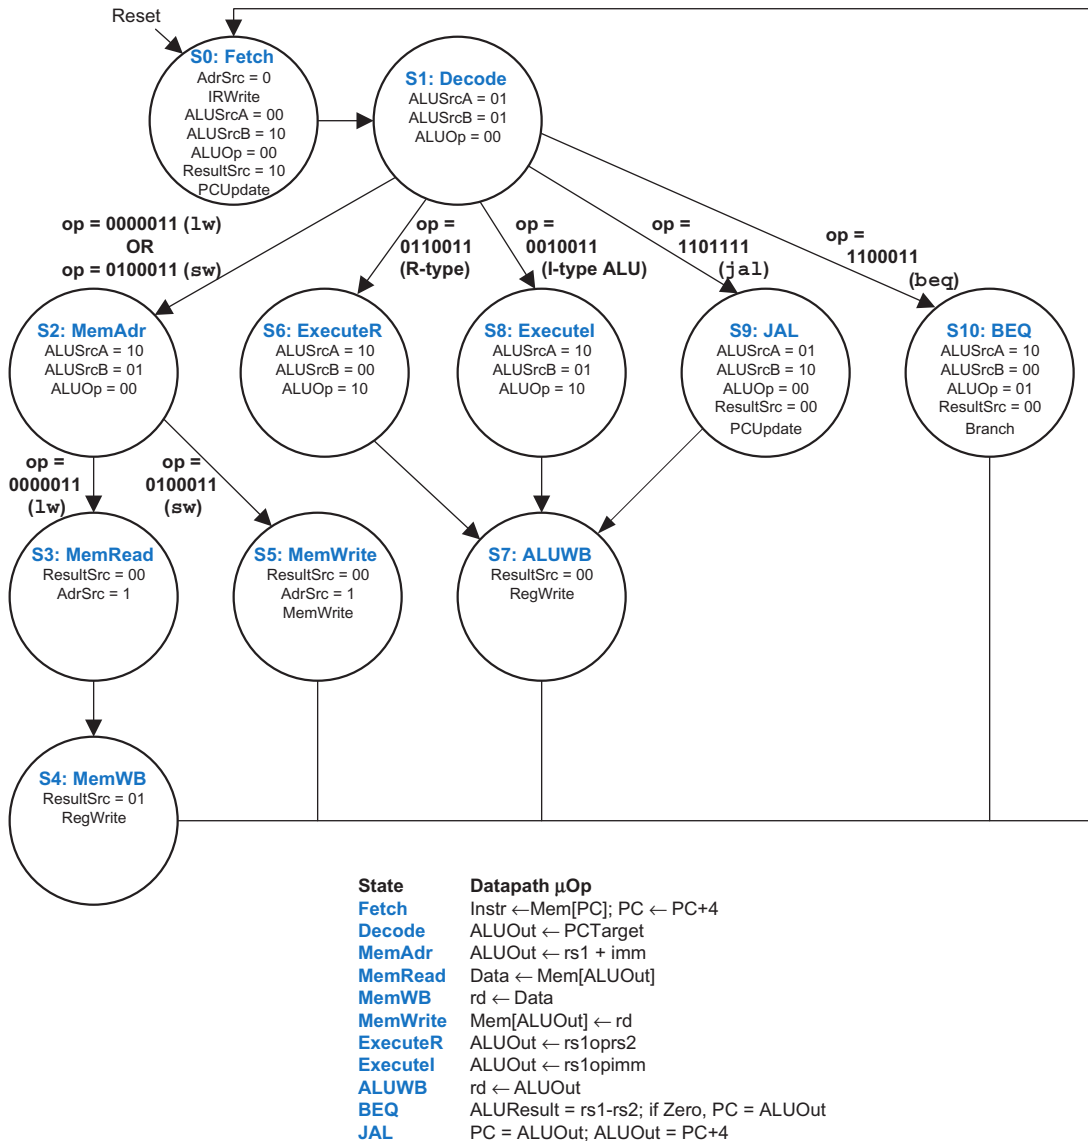 Reset
S0: Fetch
AdrSrc = 0
IRWrite
ALUSrcA = 00
ALUSrcB = 10
ALUOp = 00
ResultSrc = 10
PCUpdate
S1: Decode
ALUSrcA = 01
ALUSrcB = 01
ALUOp = 00
op = 0000011 (lw)
OR
op = 0100011 (sw)
op =
0110011
(R-type)
op =
0010011
(I-type ALU)
op =
1101111
(jal)
op =
1100011
(beq)
S2: MemAdr
ALUSrcA = 10
ALUSrcB = 01
ALUOp = 00
S6: ExecuteR
ALUSrcA = 10
ALUSrcB = 00
ALUOp = 10
S8: ExecuteI
ALUSrcA = 10
ALUSrcB = 01
ALUOp = 10
S9: JAL
ALUSrcA = 01
ALUSrcB = 10
ALUOp = 00
ResultSrc = 00
PCUpdate
S10: BEQ
ALUSrcA = 10
ALUSrcB = 00
ALUOp = 01
ResultSrc = 00
Branch
op =
0000011
(lw)
op =
0100011
(sw)
S3: MemRead
ResultSrc = 00
AdrSrc = 1
S5: MemWrite
ResultSrc = 00
AdrSrc = 1
MemWrite
S7: ALUWB
ResultSrc = 00
RegWrite
S4: MemWB
ResultSrc = 01
RegWrite
State Datapath µOp
Fetch Instr ←Mem[PC]; PC ← PC+4
Decode ALUOut ← PCTarget
MemAdr ALUOut ← rs1 + imm
MemRead Data ← Mem[ALUOut]
MemWB rd ← Data
MemWrite Mem[ALUOut] ← rd
ExecuteR ALUOut ← rs1oprs2
ExecuteI ALUOut ← rs1opimm
ALUWB rd ← ALUOut
BEQ ALUResult = rs1-rs2; if Zero, PC = ALUOut
JAL PC = ALUOut; ALUOut = PC+4